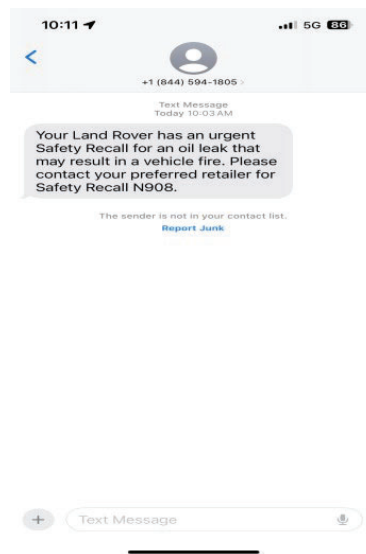 10:11
5G 86
+1 (844) 594-1805 >
Text Message
Today 10:03 AM
Your Land Rover has an urgent
Safety Recall for an oil leak that
may result in a vehicle fire. Please
contact your preferred retailer for
Safety Recall N908.
The sender is not in your contact list.
Report Junk
+
Text Message